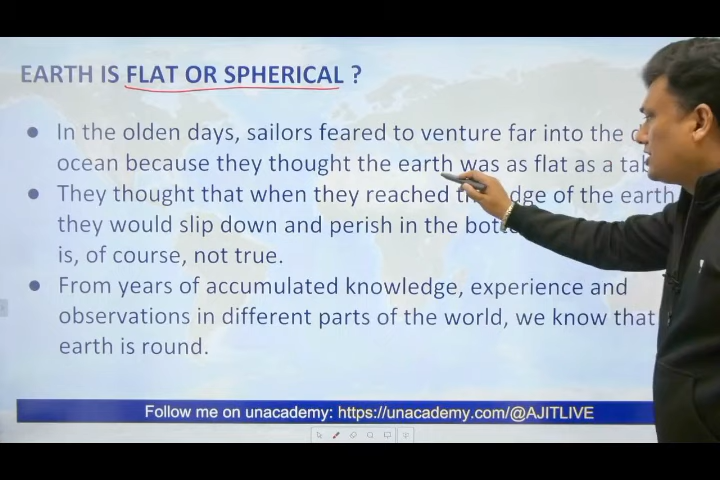 EARTH IS FLAT OR SPHERICAL ?
● In the olden days, sailors feared to venture far into the
ocean because they thought the earth was as flat as a
● They thought that when they reached edge of the earth
they would slip down and perish in the
is, of course, not true.
● From years of accumulated knowledge, experience and
observations in different parts of the world, we know that
earth is round.
Follow me on unacademy: https://unacademy.com/@AJITLIVE